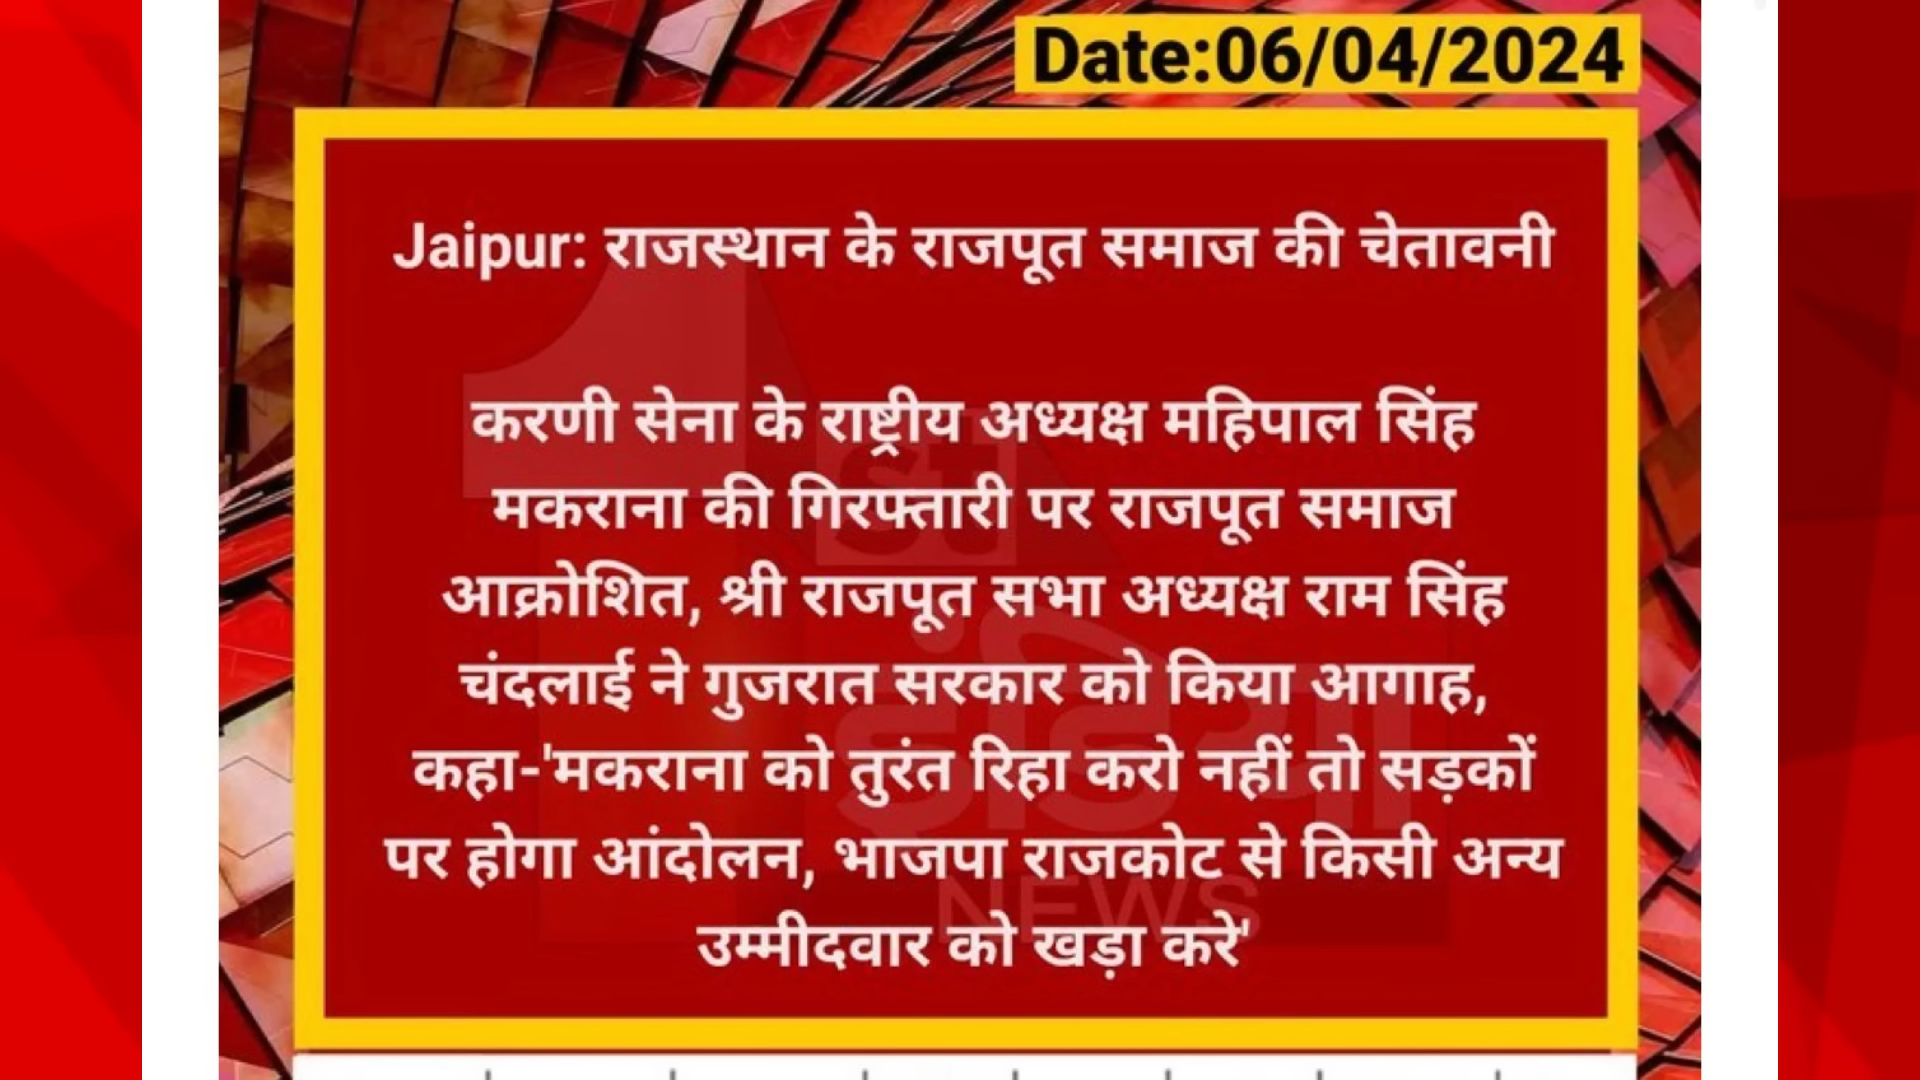 Date:06/04/2024
Jaipur: राजस्थान के राजपूत समाज की चेतावनी
करणी सेना के राष्ट्रीय अध्यक्ष महिपाल सिंह
मकराना की गिरफ्तारी पर राजपूत समाज
आक्रोशित, श्री राजपूत सभा अध्यक्ष राम सिंह
चंदलाई ने गुजरात सरकार को किया आगाह,
कहा-'मकराना को तुरंत रिहा करो नहीं तो सड़कों
पर होगा आंदोलन, भाजपा राजकोट से किसी अन्य
उम्मीदवार को खड़ा करे'
1st
इंडिया
NEWS